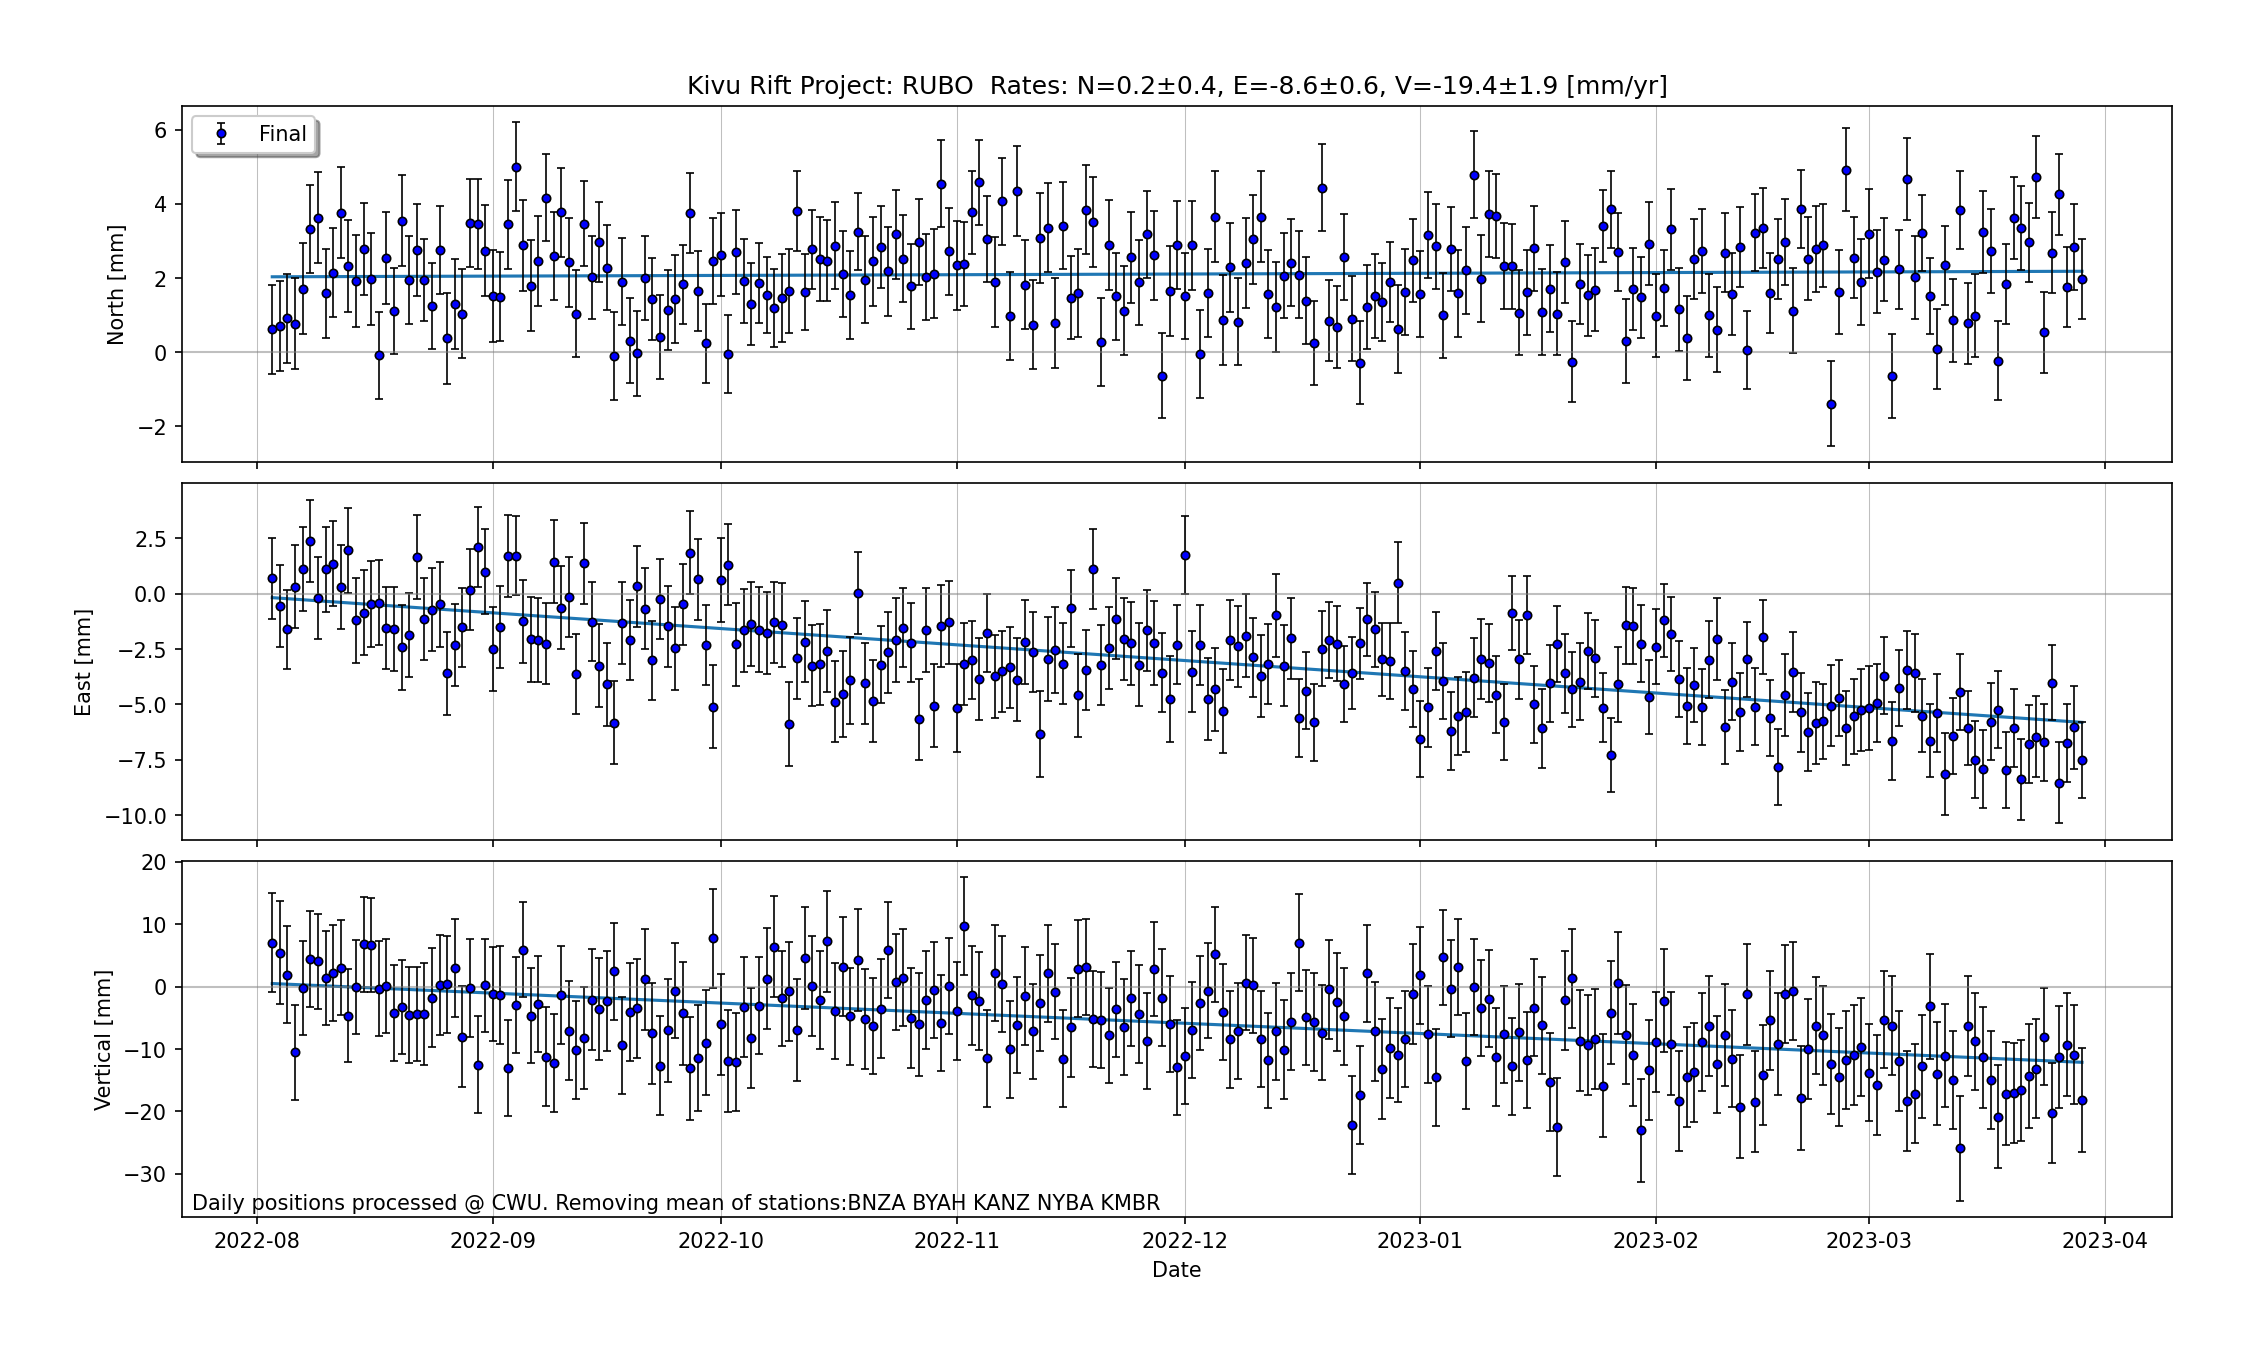 Kivu Rift Project: RUBO  Rates: N=0.2±0.4, E=-8.6±0.6, V=-19.4±1.9 [mm/yr]
Final
6
4
2
0
−2
North [mm]
2.5
0.0
−2.5
−5.0
−7.5
−10.0
East [mm]
20
10
0
−10
−20
−30
Vertical [mm]
Daily positions processed @ CWU. Removing mean of stations:BNZA BYAH KANZ NYBA KMBR
2022-08 2022-09 2022-10 2022-11 2022-12 2023-01 2023-02 2023-03 2023-04
Date